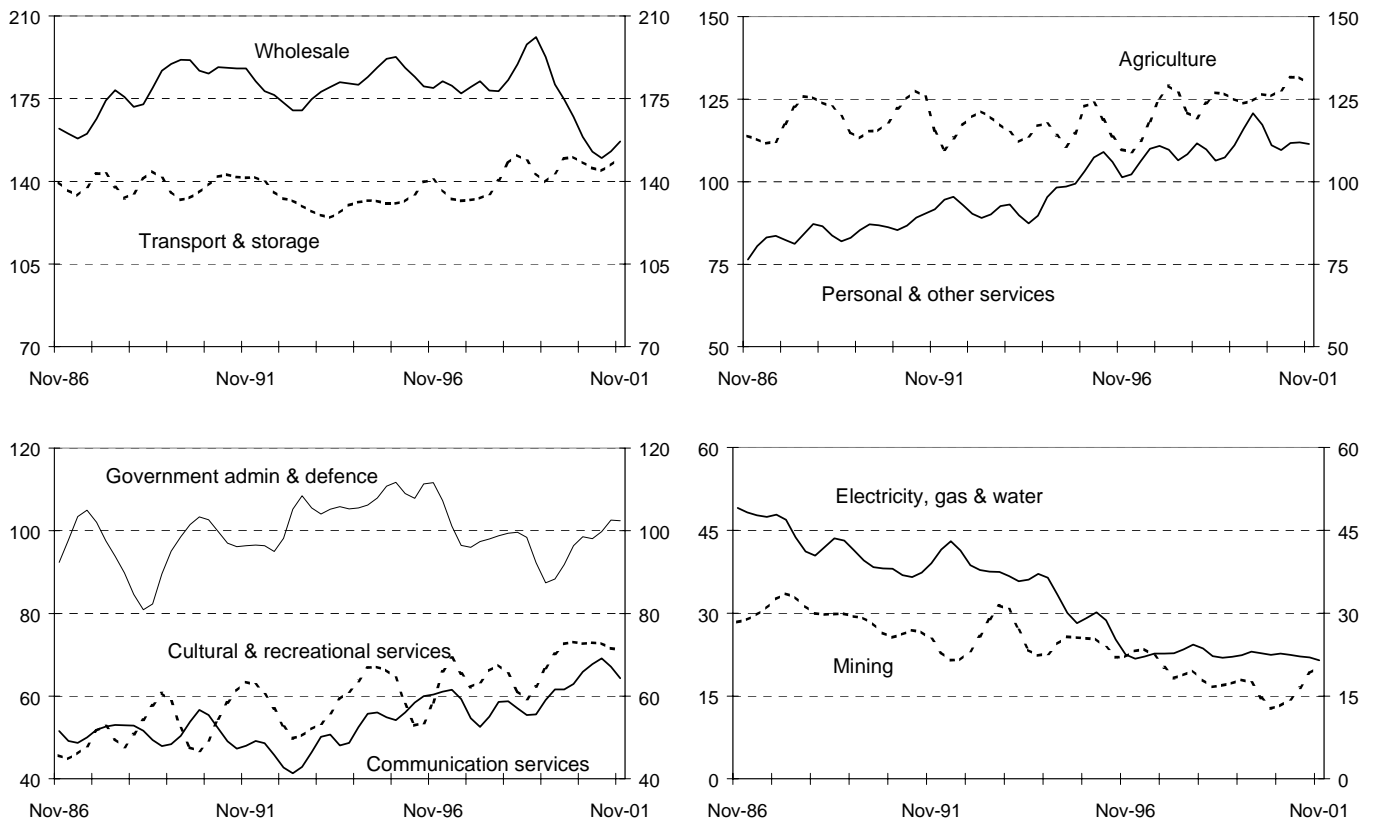 210 210 150 150
Wholesale
Agriculture
175 175 125 125
140 140 100 100
Transport & storage
105 105 75 75
Personal & other services
70 70 50 50
Nov-86 Nov-91 Nov-96 Nov-01 Nov-86 Nov-91 Nov-96 Nov-01
120 120 60 60
Government admin & defence
Electricity, gas & water
100 100 45 45
80 80 30 30
Cultural & recreational services
Mining
60 60 15 15
Communication services
40 40 0 0
Nov-86 Nov-91 Nov-96 Nov-01 Nov-86 Nov-91 Nov-96 Nov-01